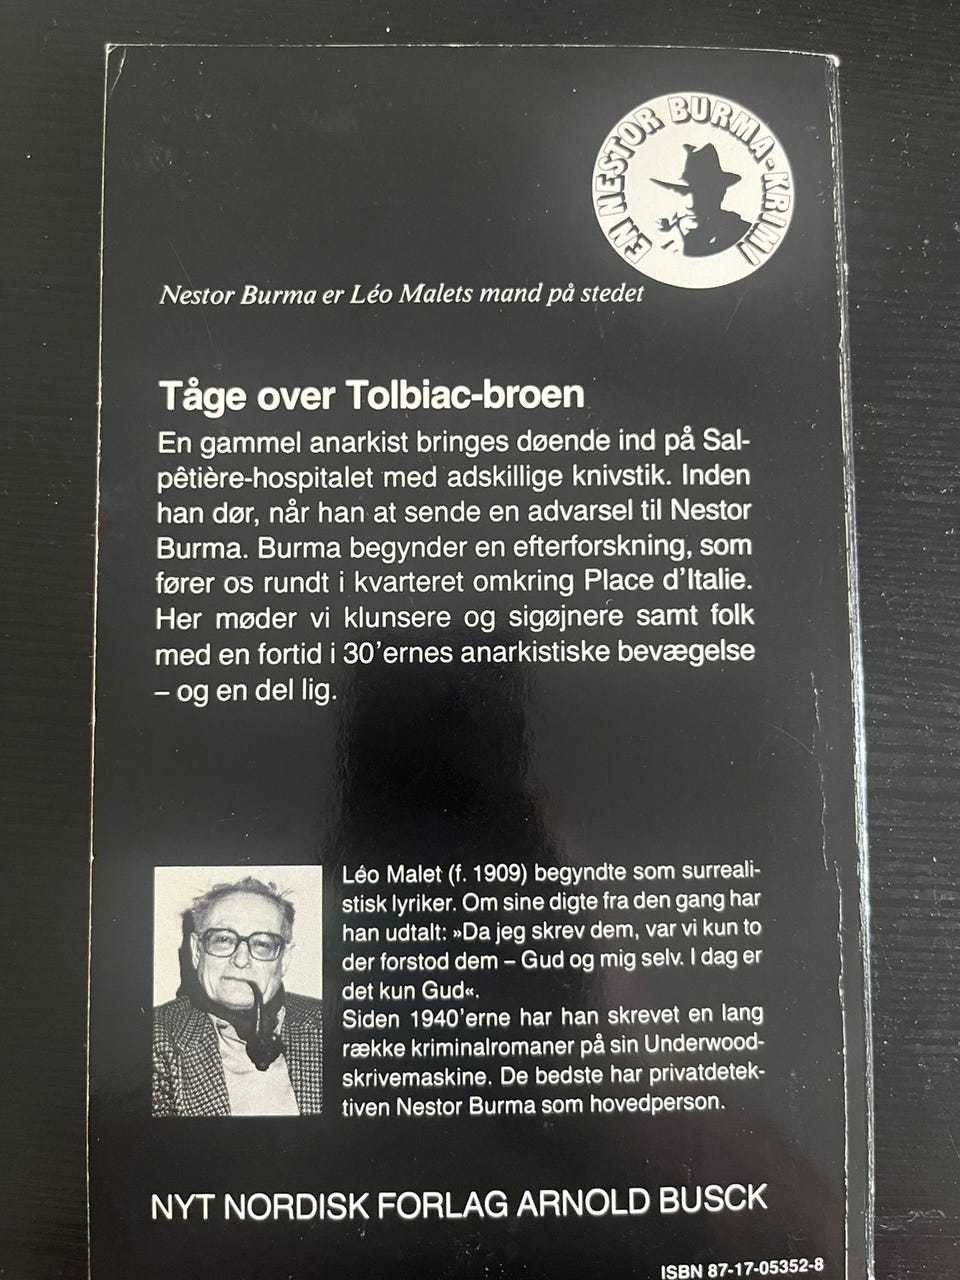 EN NESTOR BURMA-KRIMI
Nestor Burma er Léo Malets mand på stedet
Tåge over Tolbiac-broen
En gammel anarkist bringes døende ind på Sal-
pêtière-hospitalet med adskillige knivstik. Inden
han dør, når han at sende en advarsel til Nestor
Burma. Burma begynder en efterforskning, som
fører os rundt i kvarteret omkring Place d'Italie.
Her møder vi klunsere og sigøjnere samt folk
med en fortid i 30'ernes anarkistiske bevægelse
– og en del lig.
Léo Malet (f. 1909) begyndte som surreali-
stisk lyriker. Om sine digte fra den gang har
han udtalt: »Da jeg skrev dem, var vi kun to
der forstod dem – Gud og mig selv. I dag er
det kun Gud«.
Siden 1940'erne har han skrevet en lang
række kriminalromaner på sin Underwood-
skrivemaskine. De bedste har privatdetek-
tiven Nestor Burma som hovedperson.
NYT NORDISK FORLAG ARNOLD BUSCK
ISBN 87-17-05352-8